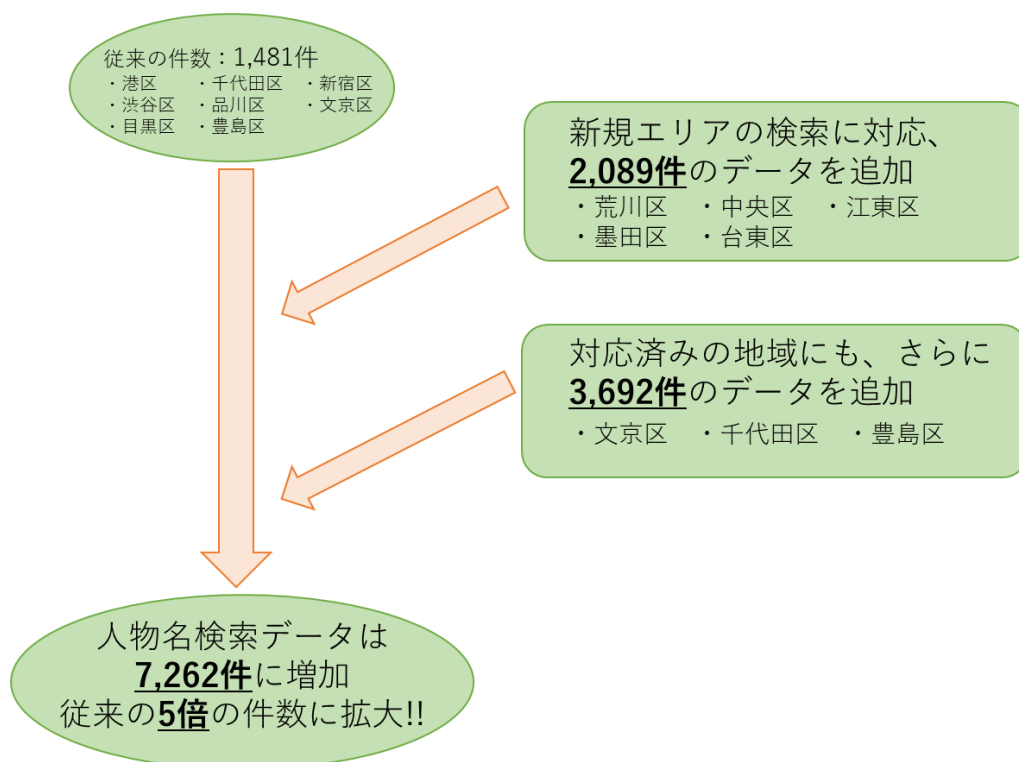 従来の件数：1,481件
・港区　・千代田区　・新宿区
・渋谷区　・品川区　・文京区
・目黒区　・豊島区
新規エリアの検索に対応、
2,089件のデータを追加
・荒川区　・中央区　・江東区
・墨田区　・台東区
対応済みの地域にも、さらに
3,692件のデータを追加
・文京区　・千代田区　・豊島区
人物名検索データは
7,262件に増加
従来の5倍の件数に拡大!!